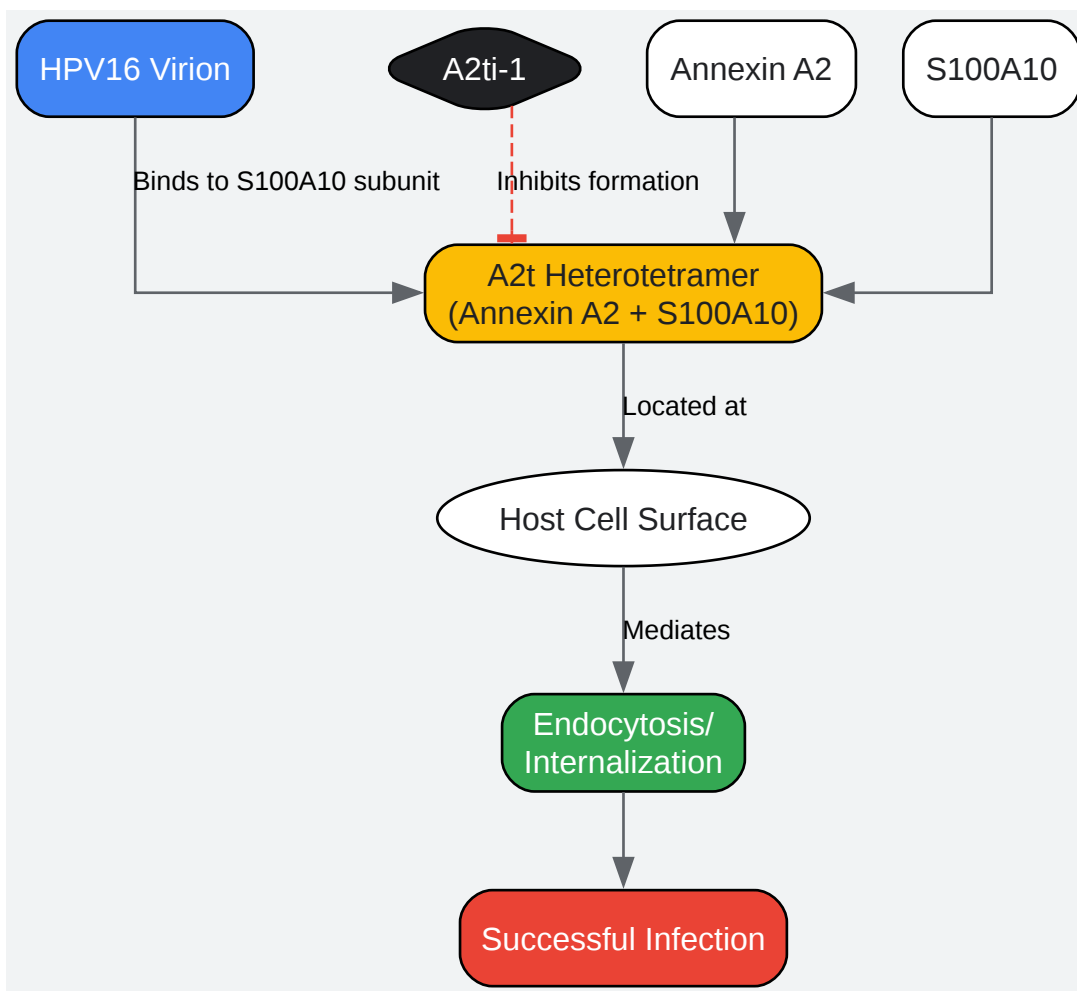 HPV16 Virion
A2ti-1
Annexin A2
S100A10
Binds to S100A10 subunit
Inhibits formation
A2t Heterotetramer
(Annexin A2 + S100A10)
Located at
Host Cell Surface
Mediates
Endocytosis/
Internalization
Successful Infection